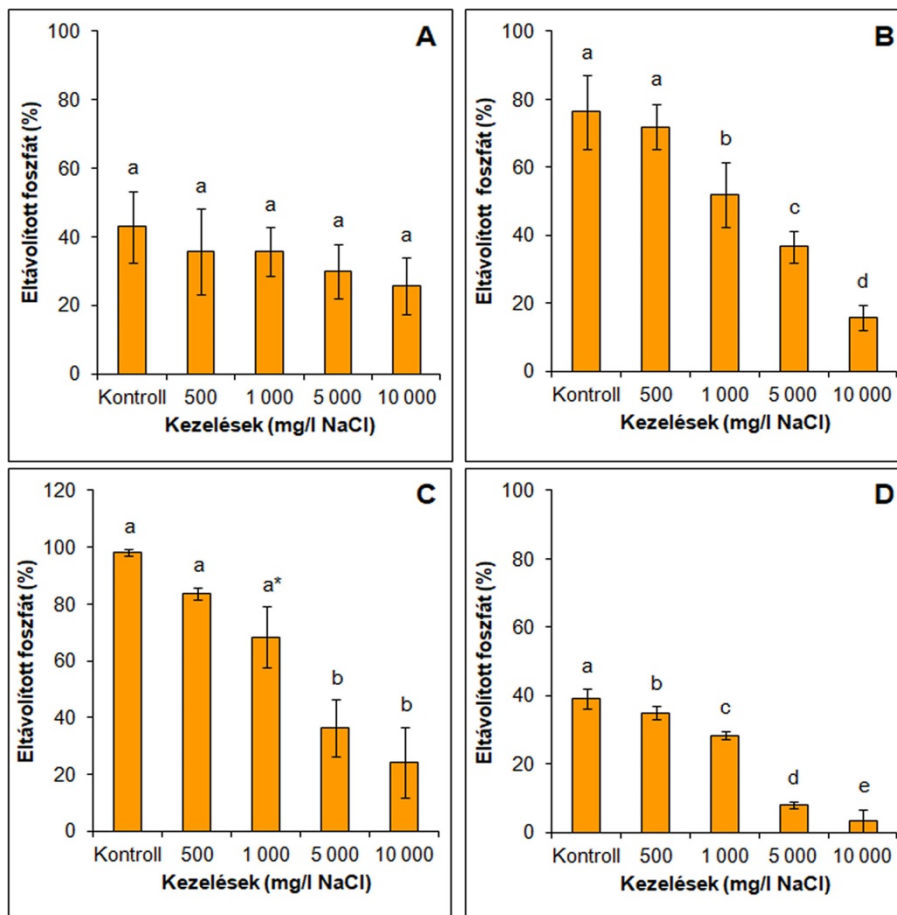 A
Eltávolított foszfát (%)
100
80
60
40
20
0
a
a
a
a
a
Kontroll 500 1 000 5 000 10 000
Kezelések (mg/l NaCl)
B
Eltávolított foszfát (%)
100
80
60
40
20
0
a
a
b
c
d
Kontroll 500 1 000 5 000 10 000
Kezelések (mg/l NaCl)
C
Eltávolított foszfát (%)
120
100
80
60
40
20
0
a
a
a*
b
b
Kontroll 500 1 000 5 000 10 000
Kezelések (mg/l NaCl)
D
Eltávolított foszfát (%)
100
80
60
40
20
0
a
b
c
d
e
Kontroll 500 1 000 5 000 10 000
Kezelések (mg/l NaCl)